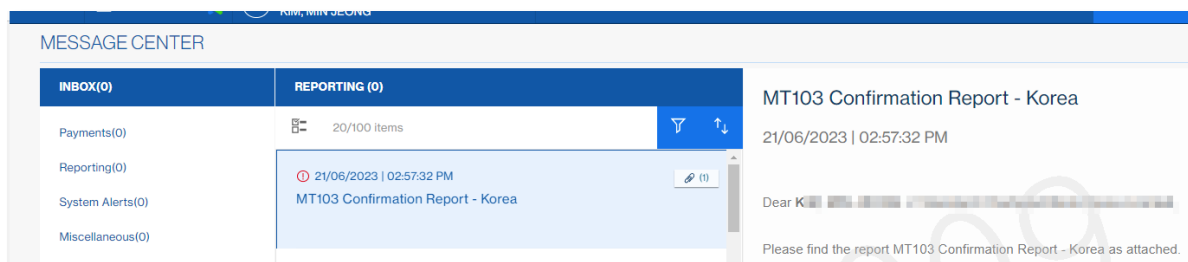 KIM, MIN JEONG
MESSAGE CENTER
INBOX(0)
Payments(0)
Reporting(0)
System Alerts(0)
Miscellaneous(0)
REPORTING (0)
20/100 items
21/06/2023 | 02:57:32 PM
(1)
MT103 Confirmation Report - Korea
MT103 Confirmation Report - Korea
21/06/2023 | 02:57:32 PM
Dear K
Please find the report MT103 Confirmation Report - Korea as attached.